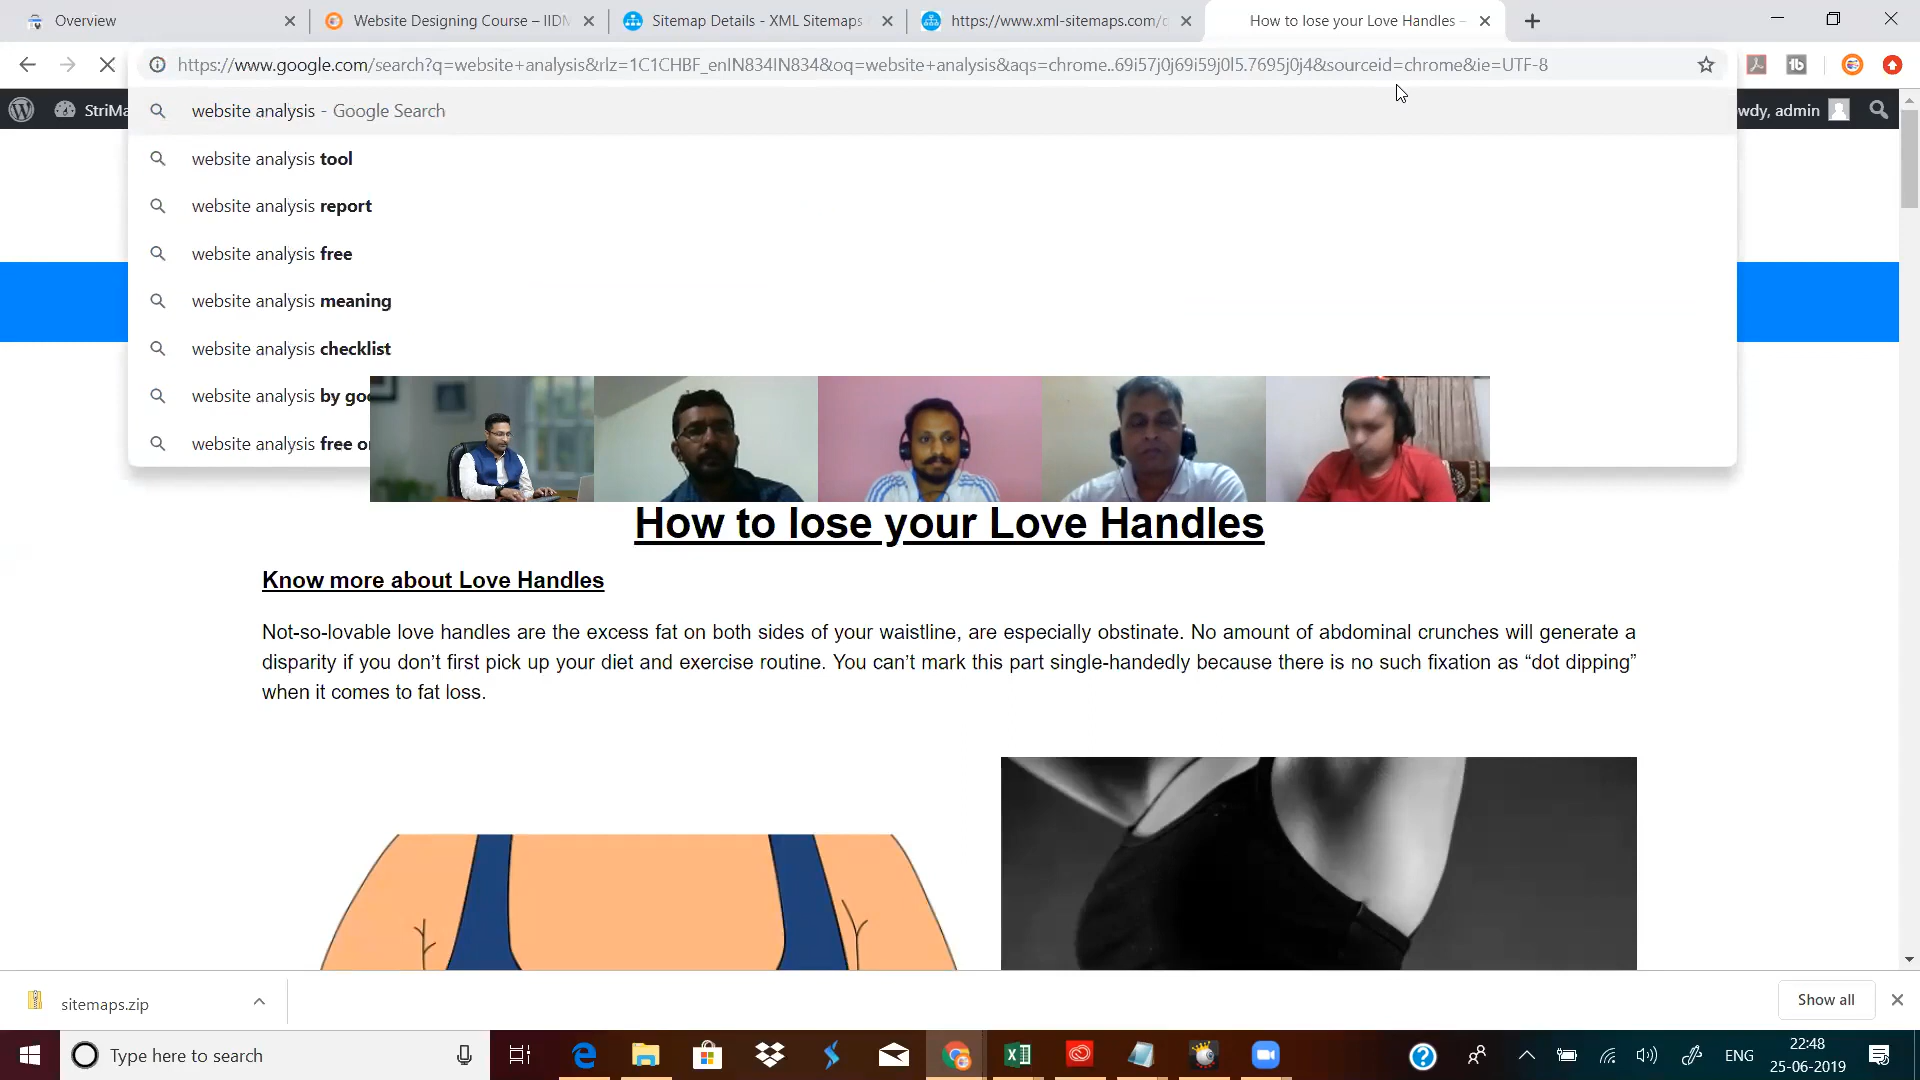 Overview
Website Designing Course – IIDM
Sitemap Details - XML Sitemaps
https://www.xml-sitemaps.com/d
How to lose your Love Handles –
https://www.google.com/search?q=website+analysis&rlz=1C1CHBF_enIN834IN834&oq=website+analysis&aqs=chrome..69i57j0j69i59j0l5.7695j0j4&sourceid=chrome&ie=UTF-8
StriMa
website analysis - Google Search
wdy, admin
website analysis tool
website analysis report
website analysis free
website analysis meaning
website analysis checklist
website analysis by goo
website analysis free o
How to lose your Love Handles
Know more about Love Handles
Not-so-lovable love handles are the excess fat on both sides of your waistline, are especially obstinate. No amount of abdominal crunches will generate a
disparity if you don’t first pick up your diet and exercise routine. You can’t mark this part single-handedly because there is no such fixation as “dot dipping”
when it comes to fat loss.
sitemaps.zip
Show all
Type here to search
ENG
22:48
25-06-2019